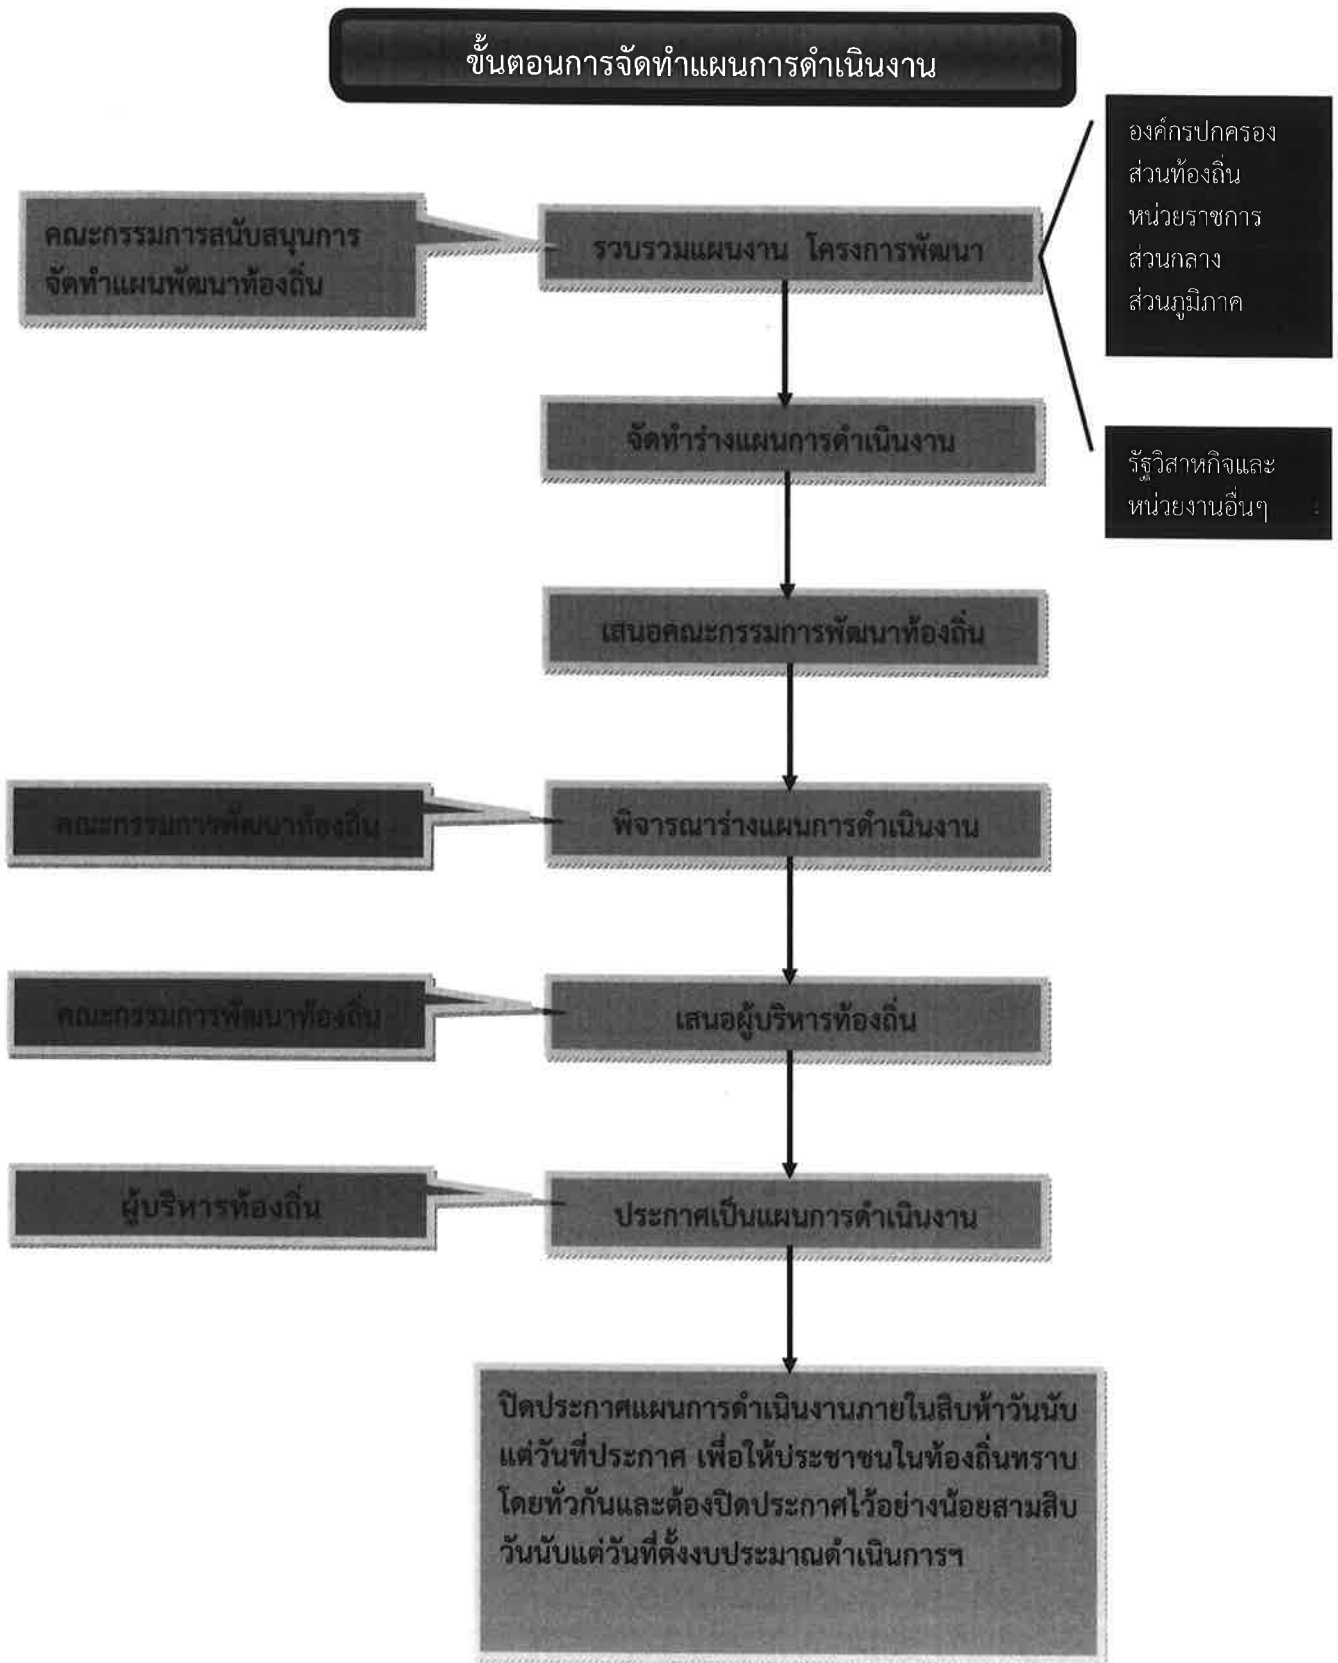 ขั้นตอนการจัดทำแผนการดำเนินงาน
องค์กรปกครอง
ส่วนท้องถิ่น
หน่วยราชการ
ส่วนกลาง
ส่วนภูมิภาค
คณะกรรมการสนับสนุนการ
จัดทำแผนพัฒนาท้องถิ่น
รวบรวมแผนงาน โครงการพัฒนา
จัดทำร่างแผนการดำเนินงาน
รัฐวิสาหกิจและ
หน่วยงานอื่นๆ
เสนอคณะกรรมการพัฒนาท้องถิ่น
คณะกรรมการพัฒนาท้องถิ่น
พิจารณาร่างแผนการดำเนินงาน
คณะกรรมการพัฒนาท้องถิ่น
เสนอผู้บริหารท้องถิ่น
ผู้บริหารท้องถิ่น
ประกาศเป็นแผนการดำเนินงาน
ปิดประกาศแผนการดำเนินงานภายในสิบห้าวันนับ
แต่วันที่ประกาศ เพื่อให้ประชาชนในท้องถิ่นทราบ
โดยทั่วกันและต้องปิดประกาศไว้อย่างน้อยสามสิบ
วันนับแต่วันที่ตั้งงบประมาณดำเนินการฯ